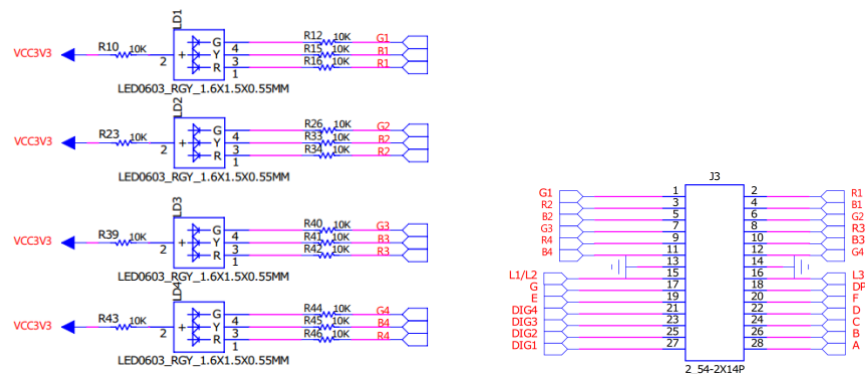 LD1
VCC3V3 R10 10K 2 + G Y R 4 3 1 R12 10K G1
R15 10K B1
R16 10K R1
LED0603_RGY_1.6X1.5X0.55MM
LD2
VCC3V3 R23 10K 2 + G Y R 4 3 1 R26 10K G2
R33 10K B2
R34 10K R2
LED0603_RGY_1.6X1.5X0.55MM
LD3
VCC3V3 R39 10K 2 + G Y R 4 3 1 R40 10K G3
R41 10K B3
R42 10K R3
LED0603_RGY_1.6X1.5X0.55MM
LD4
VCC3V3 R43 10K 2 + G Y R 4 3 1 R44 10K G4
R45 10K B4
R46 10K R4
LED0603_RGY_1.6X1.5X0.55MM
J3
G1 1 2 R1
R2 3 4 B1
B2 5 6 G2
G3 7 8 R3
R4 9 10 B3
B4 11 12 G4
13 14
L1/L2 15 16 L3
G 17 18 DP
E 19 20 F
DIG4 21 22 D
DIG3 23 24 C
DIG2 25 26 B
DIG1 27 28 A
2_54-2X14P